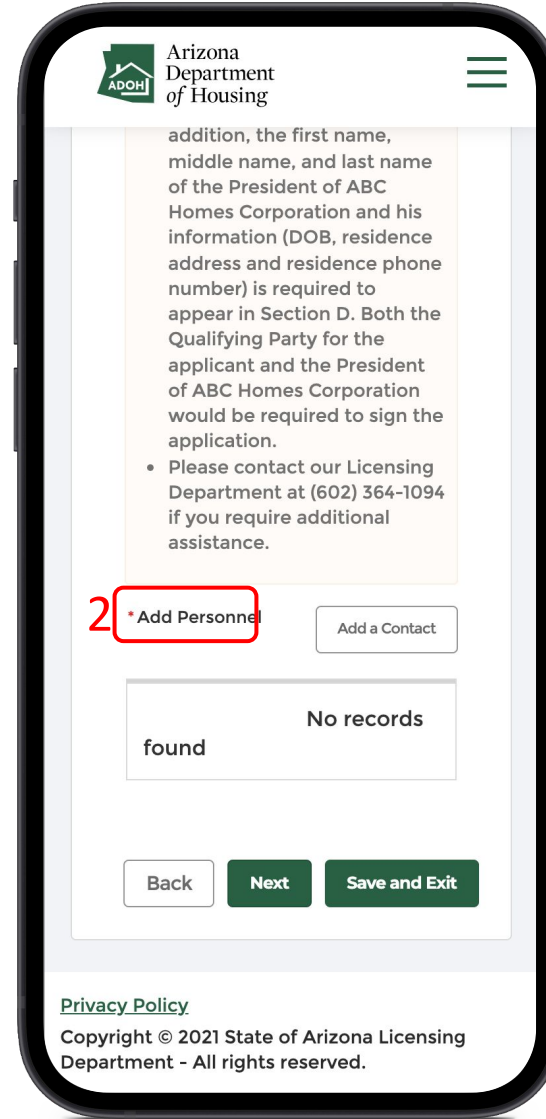 Arizona
Department
of Housing
ADOH
addition, the first name,
middle name, and last name
of the President of ABC
Homes Corporation and his
information (DOB, residence
address and residence phone
number) is required to
appear in Section D. Both the
Qualifying Party for the
applicant and the President
of ABC Homes Corporation
would be required to sign the
application.
• Please contact our Licensing
Department at (602) 364-1094
if you require additional
assistance.
2 *Add Personnel
Add a Contact
No records
found
Back Next Save and Exit
Privacy Policy
Copyright © 2021 State of Arizona Licensing
Department - All rights reserved.